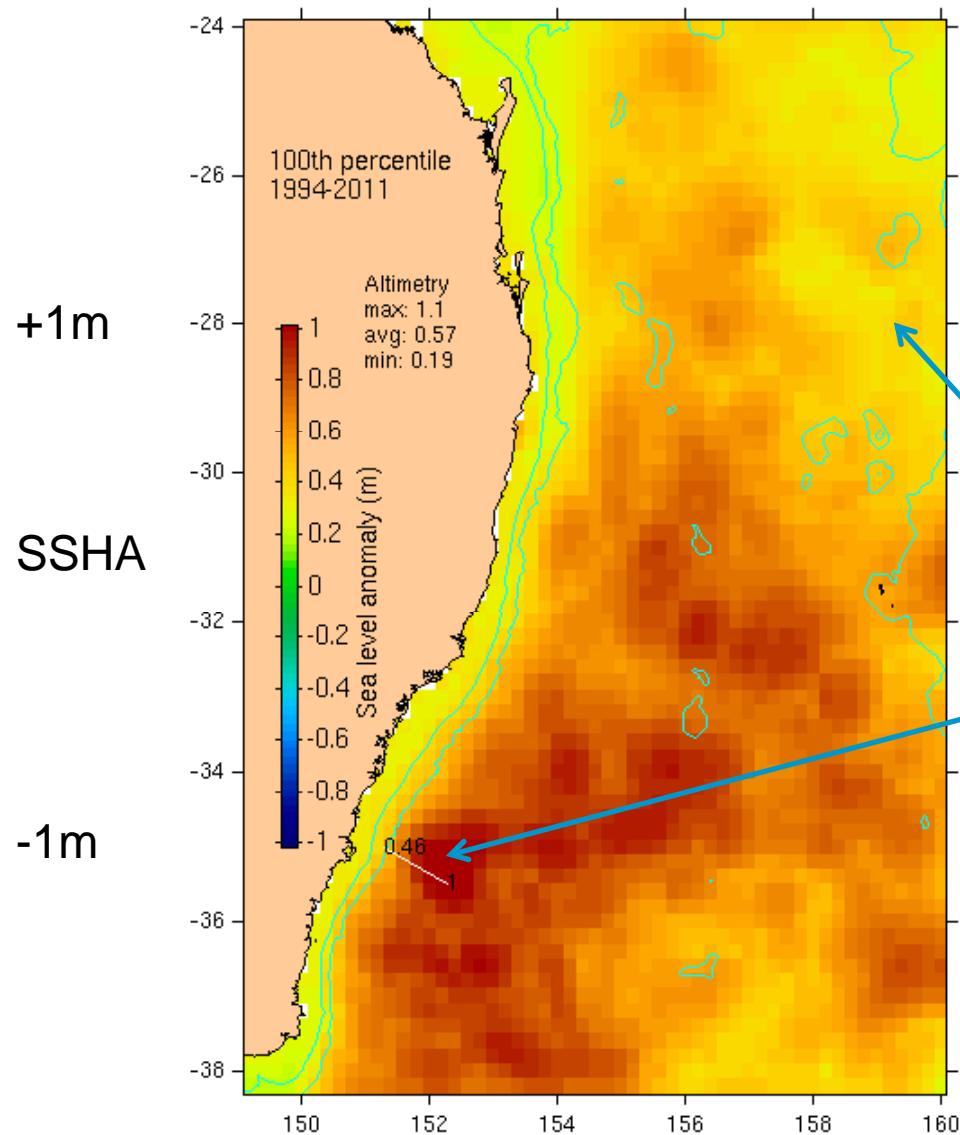 -24
-26
-28
-30
-32
-34
-36
-38
100th percentile
1994-2011
Altimetry
max: 1.1
avg: 0.57
min: 0.19
+1m
SSHA
-1m
1
0.8
0.6
0.4
0.2
0
-0.2
-0.4
-0.6
-0.8
-1
Sea level anomaly (m)
0.46
1
150 152 154 156 158 160